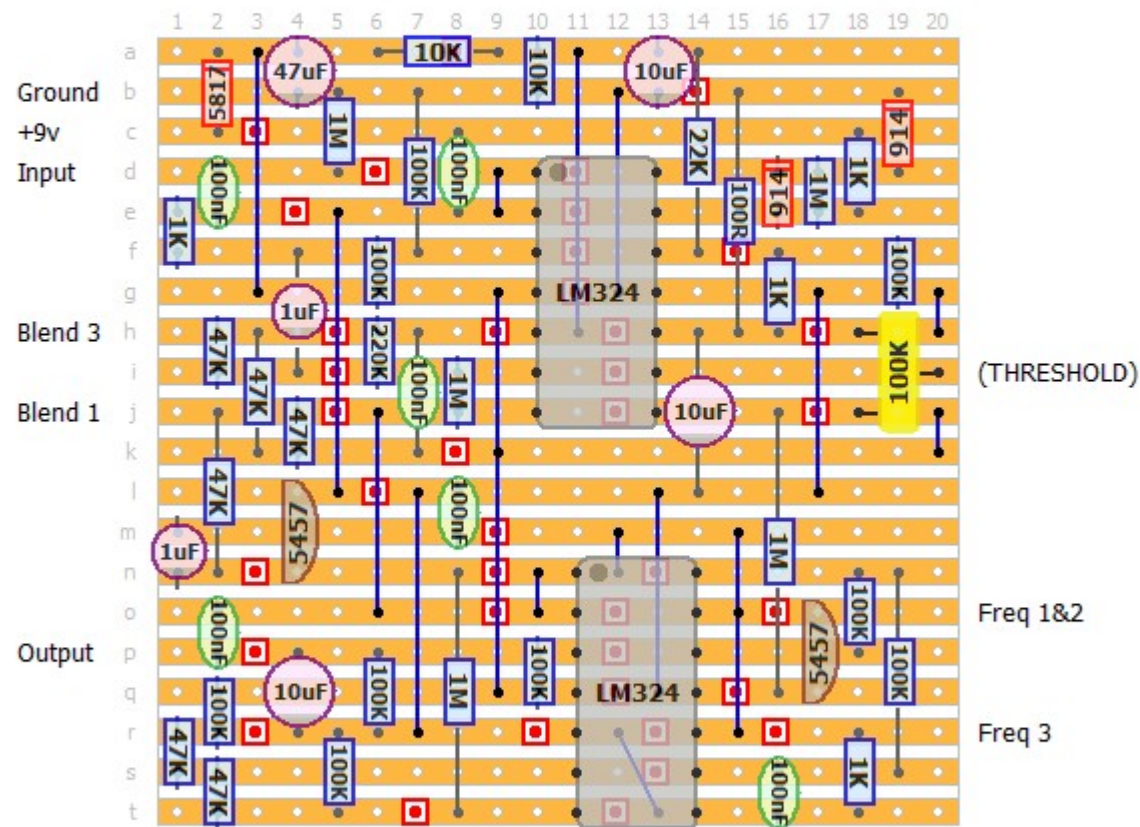 1 2 3 4 5 6 7 8 9 10 11 12 13 14 15 16 17 18 19 20
a 47uF 10K 10K 10uF
Ground b 5817
+9v c 1M 914
Input d 100nF 100K 100nF 22K 914 1M 1K
e 1K 100R
f 100K 1K 100K
g 1uF LM324
Blend 3 h 47K 220K
i 47K 100nF 1M 100K (THRESHOLD)
Blend 1 j 47K 10uF
k
l 47K 100nF
m 5457 1M
n 1uF
o 100nF 100K Freq 1&2
Output p 5457
q 100K 10uF 100K 1M 100K LM324 100K
r 47K Freq 3
s 47K 100K 100nF 1K
t